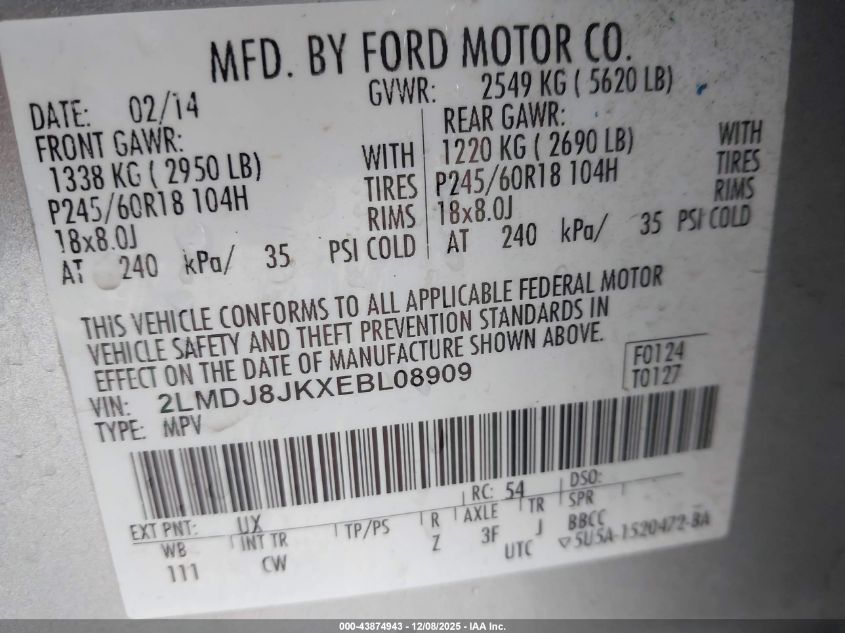 MFD. BY FORD MOTOR CO.
DATE: 02/14 GVWR: 2549 KG ( 5620 LB)
FRONT GAWR: REAR GAWR:
1338 KG ( 2950 LB) WITH 1220 KG ( 2690 LB) WITH
P245/60R18 104H TIRES P245/60R18 104H TIRES
18x8.0J RIMS 18x8.0J RIMS
AT 240 kPa/ 35 PSI COLD AT 240 kPa/ 35 PSI COLD
THIS VEHICLE CONFORMS TO ALL APPLICABLE FEDERAL MOTOR
VEHICLE SAFETY AND THEFT PREVENTION STANDARDS IN
EFFECT ON THE DATE OF MANUFACTURE SHOWN ABOVE.
VIN: 2LMDJ8JKXEBL08909 F0124
TYPE: MPV T0127
EXT PNT: UX RC: 54 DSO:
WB INT TR TP/PS R AXLE TR SPR
111 CW Z 3F J BBCC
UTC 5U5A-1520472-BA
000-43874943 | 12/08/2025 - IAA Inc.